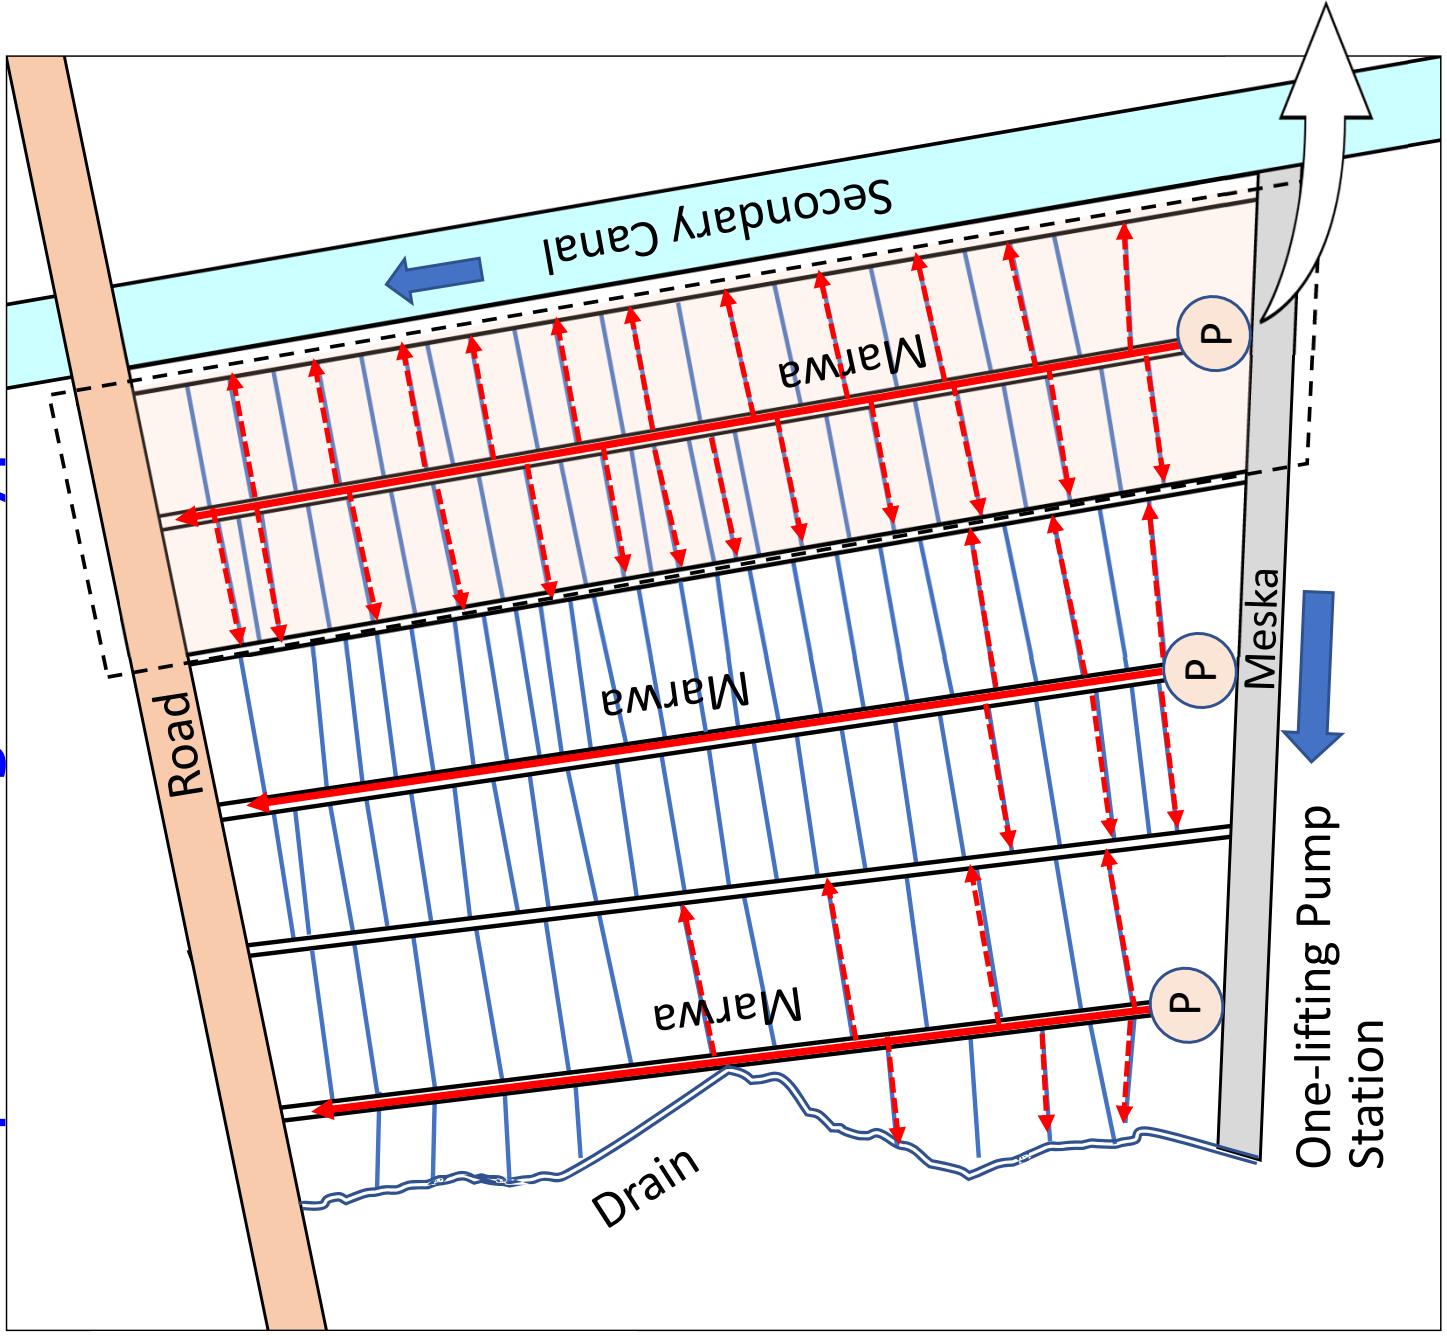 Secondary Canal
Marwa
P
Meska
Marwa
P
Road
Marwa
P
One-lifting Pump
Station
Drain